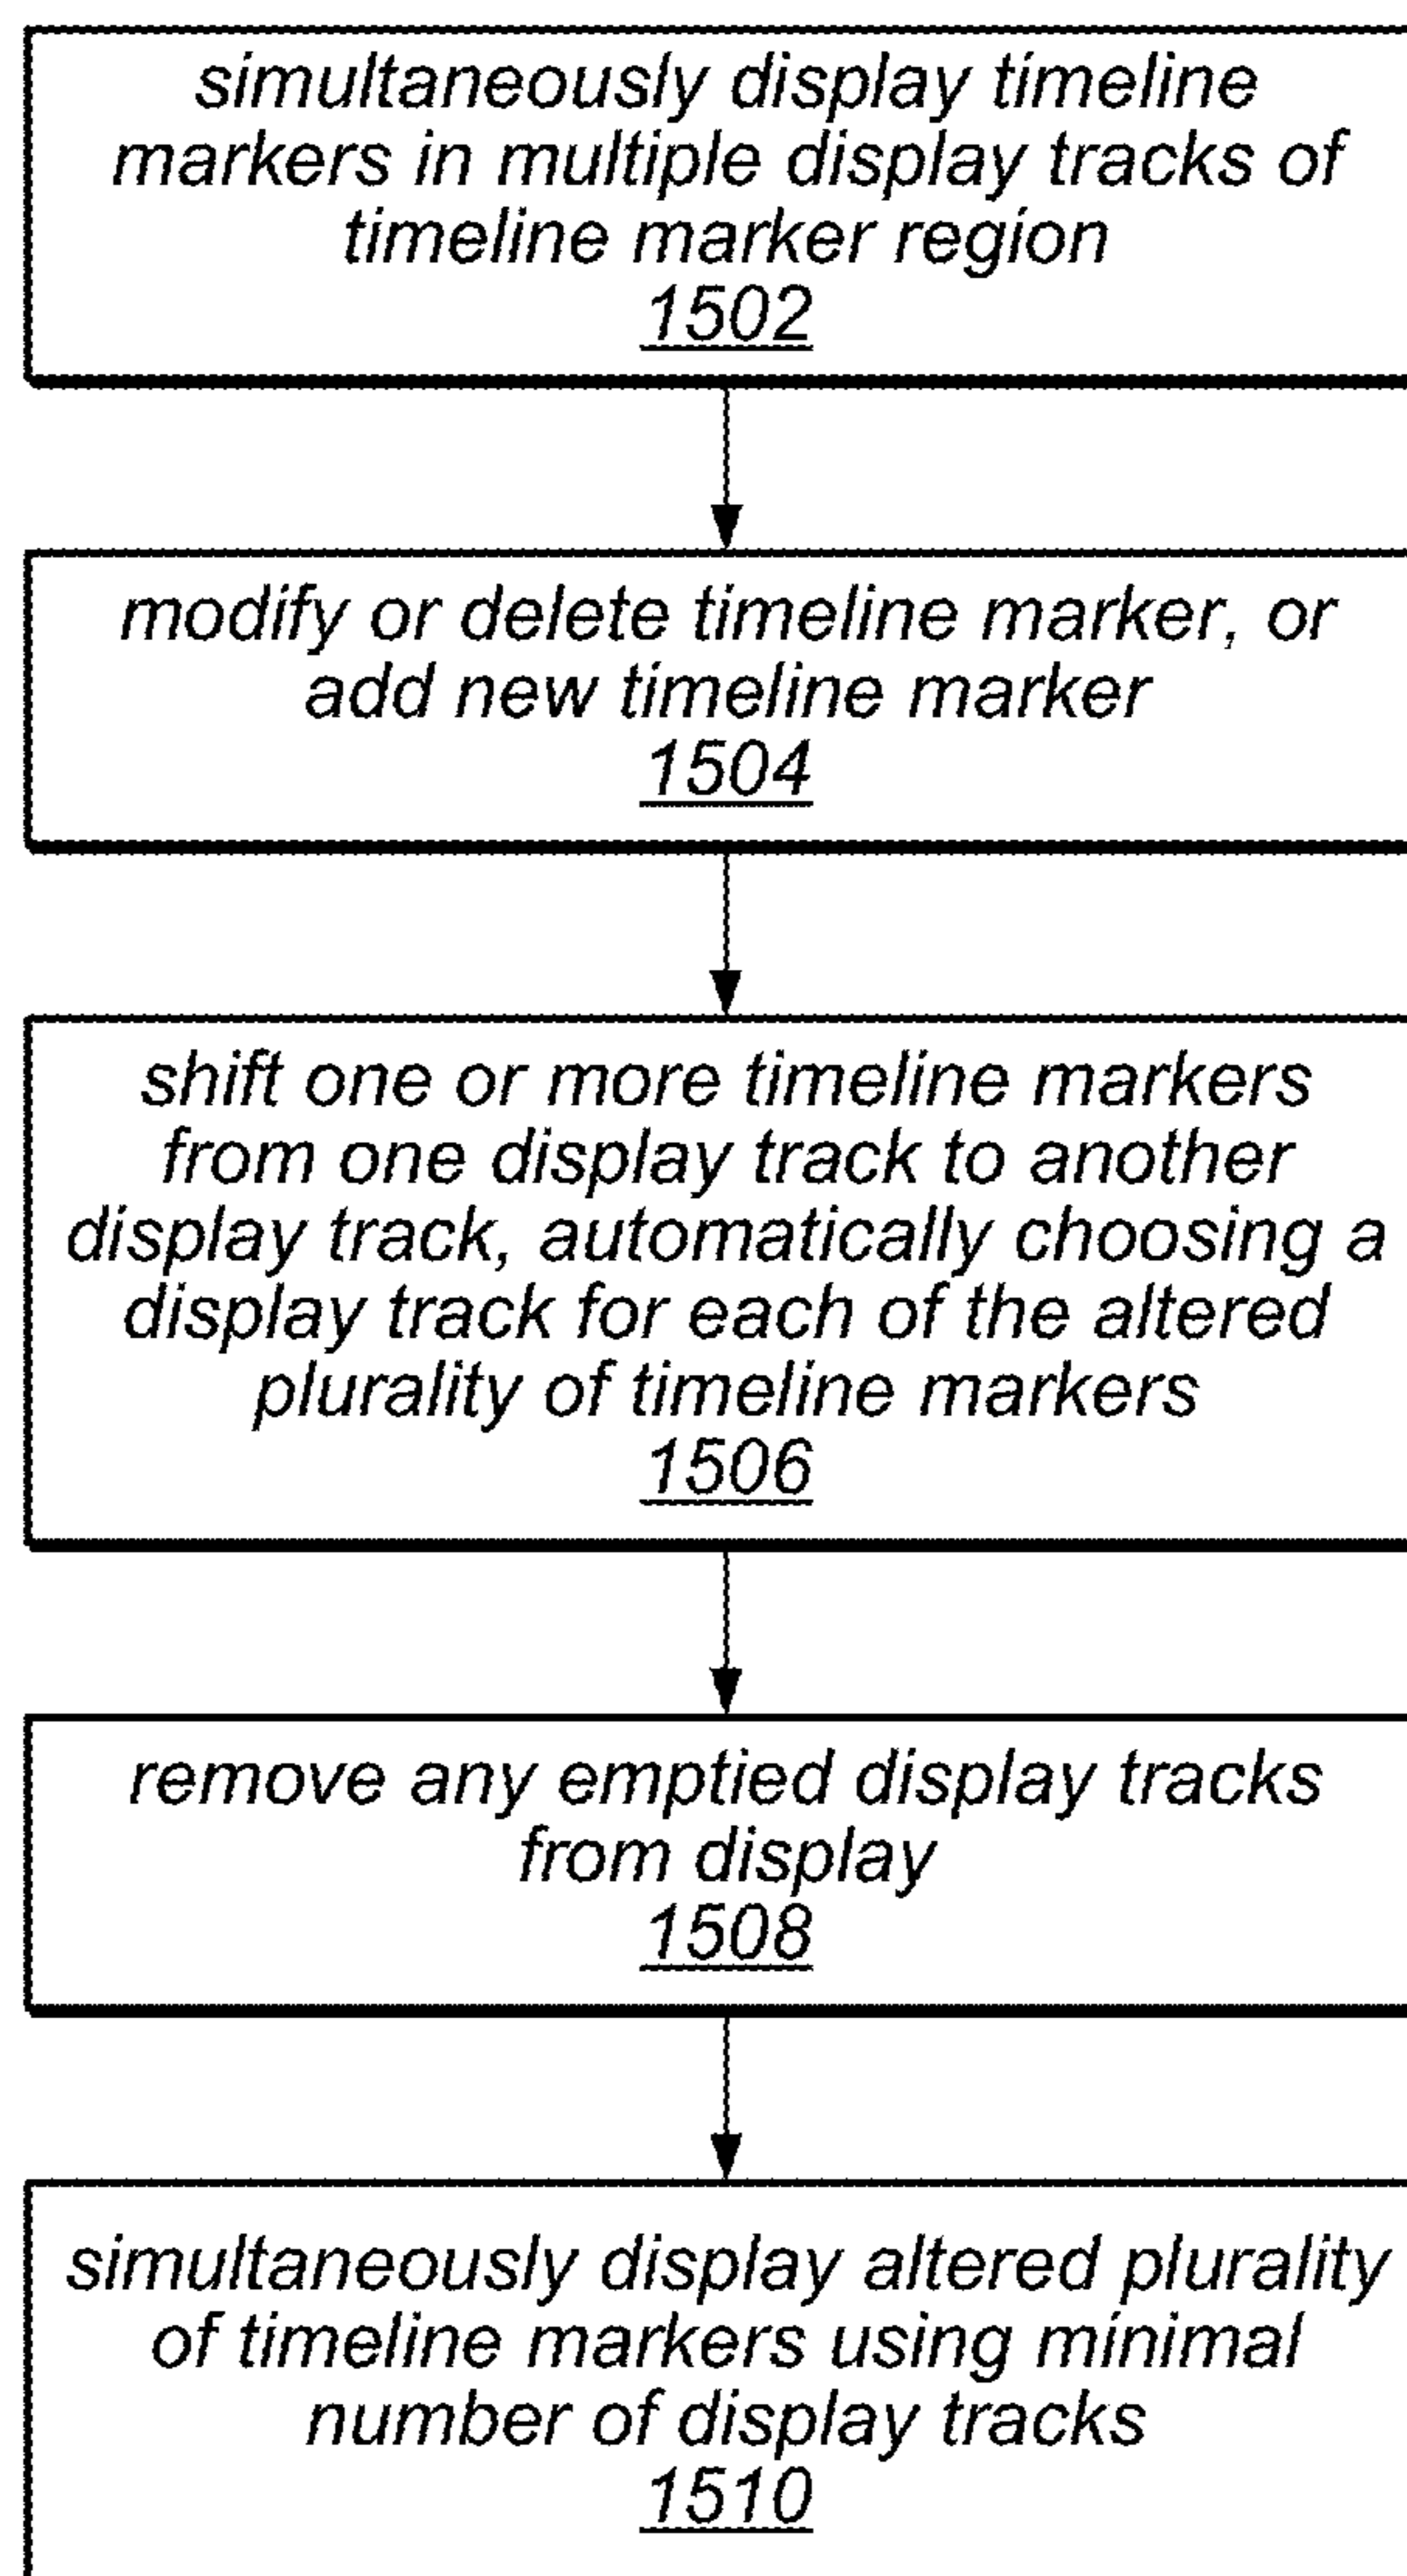 simultaneously display timeline
markers in multiple display tracks of
timeline marker region
1502
modify or delete timeline marker, or
add new timeline marker
1504
shift one or more timeline markers
from one display track to another
display track, automatically choosing a
display track for each of the altered
plurality of timeline markers
1506
remove any emptied display tracks
from display
1508
simultaneously display altered plurality
of timeline markers using minimal
number of display tracks
1510